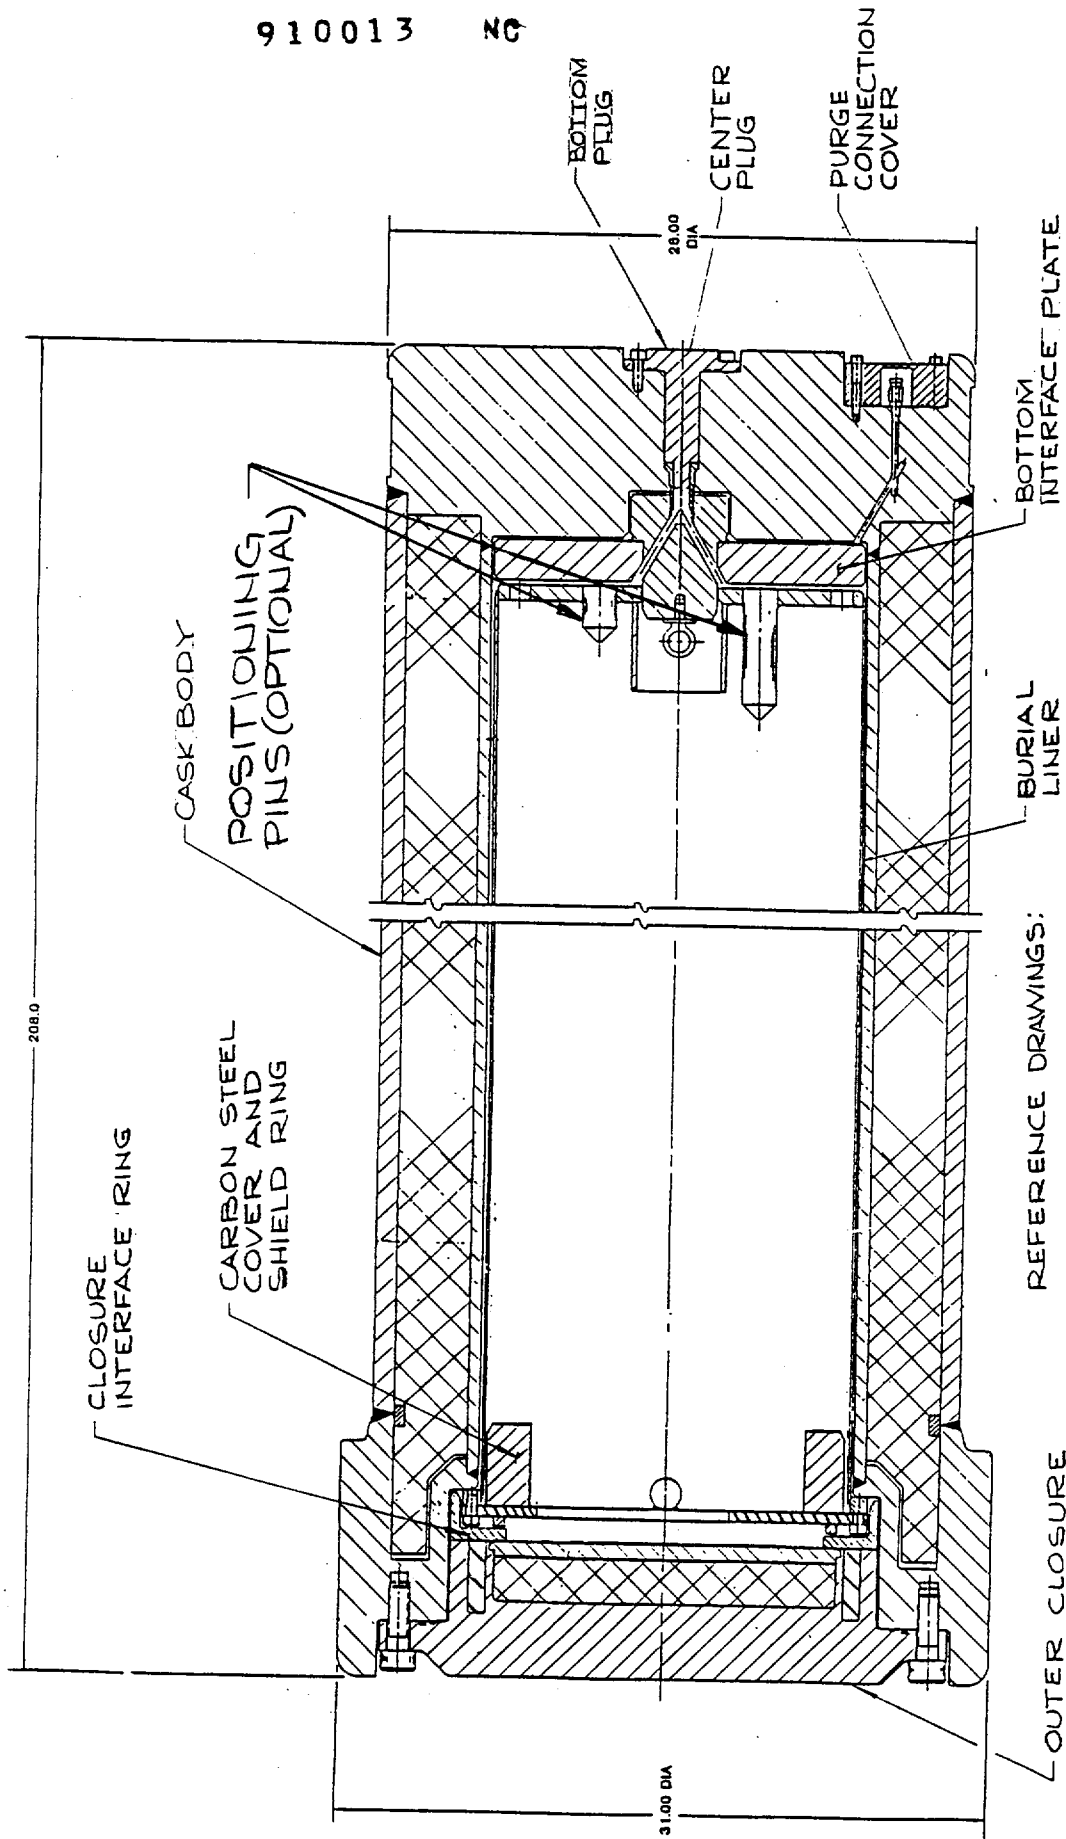 910013 NC
BOTTOM
PLUG
CENTER
PLUG
PURGE
CONNECTION
COVER
28.00
DIA
BOTTOM
INTERFACE PLATE
208.0
CASK BODY
POSITIONING
PINS (OPTIONAL)
BURIAL
LINER
CLOSURE
INTERFACE RING
CARBON STEEL
COVER AND
SHIELD RING
REFERENCE DRAWINGS:
31.00 DIA
OUTER CLOSURE